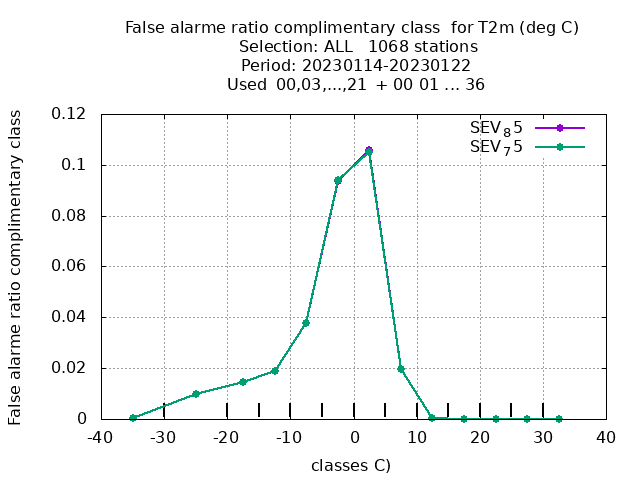 False alarme ratio complimentary class  for T2m (deg C)
Selection: ALL   1068 stations
Period: 20230114-20230122
Used  00,03,...,21  + 00 01 ... 36
False alarme ratio complimentary class
0.12
0.1
0.08
0.06
0.04
0.02
0
SEV85
SEV75
-40 -30 -20 -10 0 10 20 30 40
classes C)